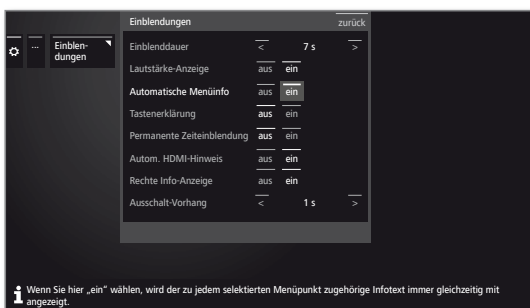 Einblendungen zurück
... Einblen-
dungen
Einblenddauer < 7 s >
Lautstärke-Anzeige aus ein
Automatische Menüinfo aus ein
Tastenerklärung aus ein
Permanente Zeiteinblendung aus ein
Autom. HDMI-Hinweis aus ein
Rechte Info-Anzeige aus ein
Ausschalt-Vorhang < 1 s >
i Wenn Sie hier „ein“ wählen, wird der zu jedem selektierten Menüpunkt zugehörige Infotext immer gleichzeitig mit
angezeigt.